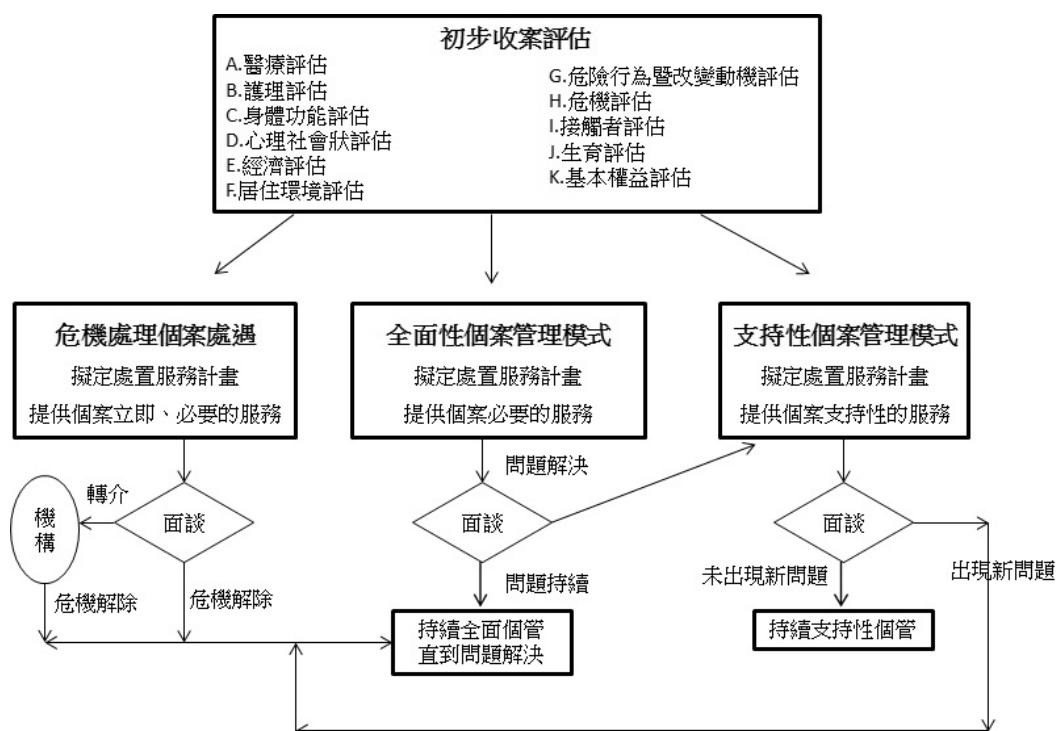 初步收案評估
A.醫療評估
B.護理評估
C.身體功能評估
D.心理社會狀評估
E.經濟評估
F.居住環境評估
G.危險行為暨改變動機評估
H.危機評估
I.接觸者評估
J.生育評估
K.基本權益評估
危機處理個案處遇
擬定處置服務計畫
提供個案立即、必要的服務
全面性個案管理模式
擬定處置服務計畫
提供個案必要的服務
支持性個案管理模式
擬定處置服務計畫
提供個案支持性的服務
轉介
機
構
面談
危機解除
危機解除
問題解決
面談
問題持續
持續全面個管
直到問題解決
面談
未出現新問題
出現新問題
持續支持性個管